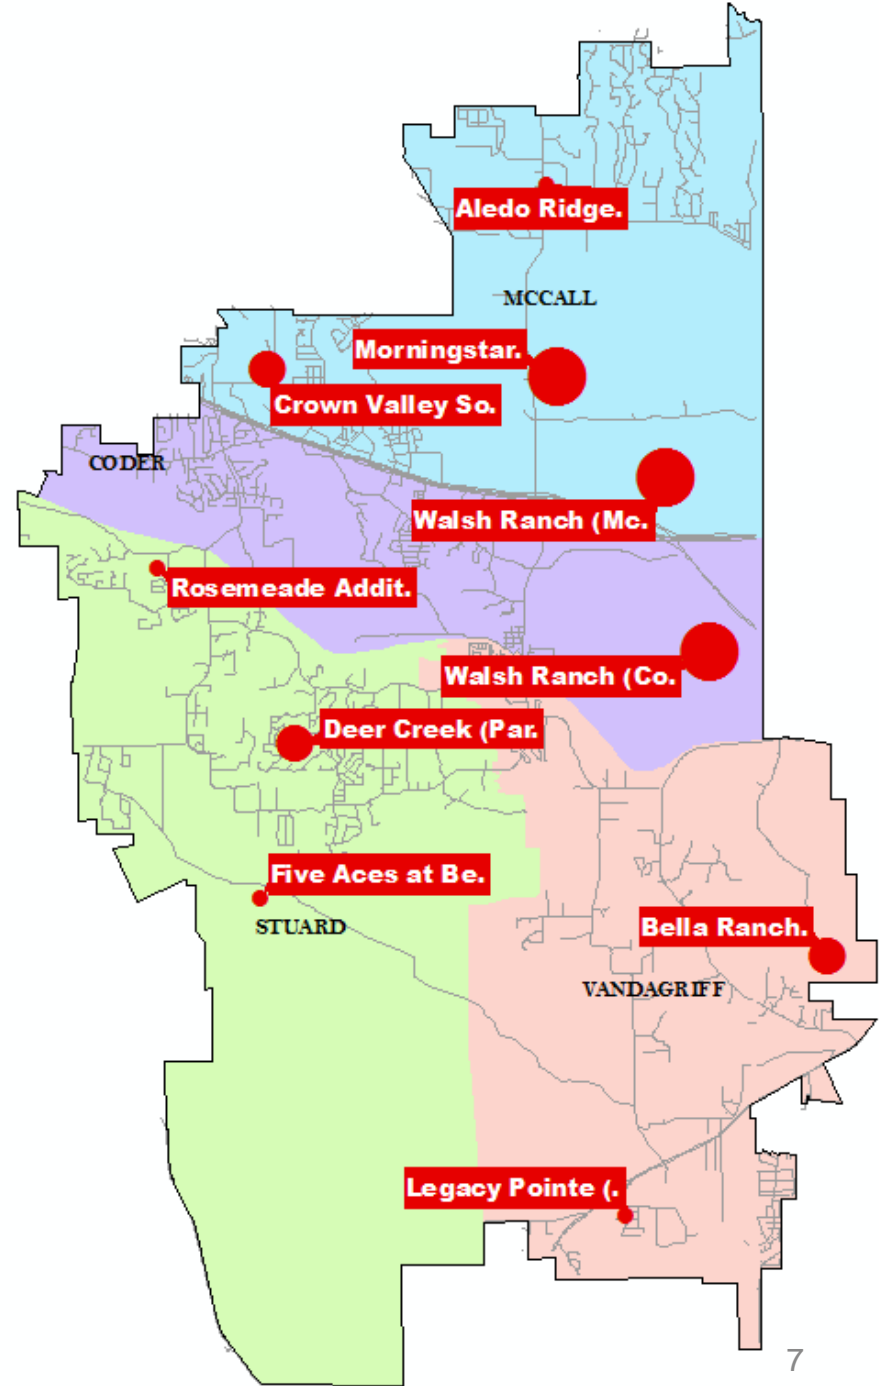 Aledo Ridge.
MCCALL
Morningstar.
Crown Valley So.
CODER
Walsh Ranch (Mc.
Rosemeade Addit.
Walsh Ranch (Co.
Deer Creek (Par.
Five Aces at Be.
STUARD
Bella Ranch.
VANDAGRIFF
Legacy Pointe (.
7